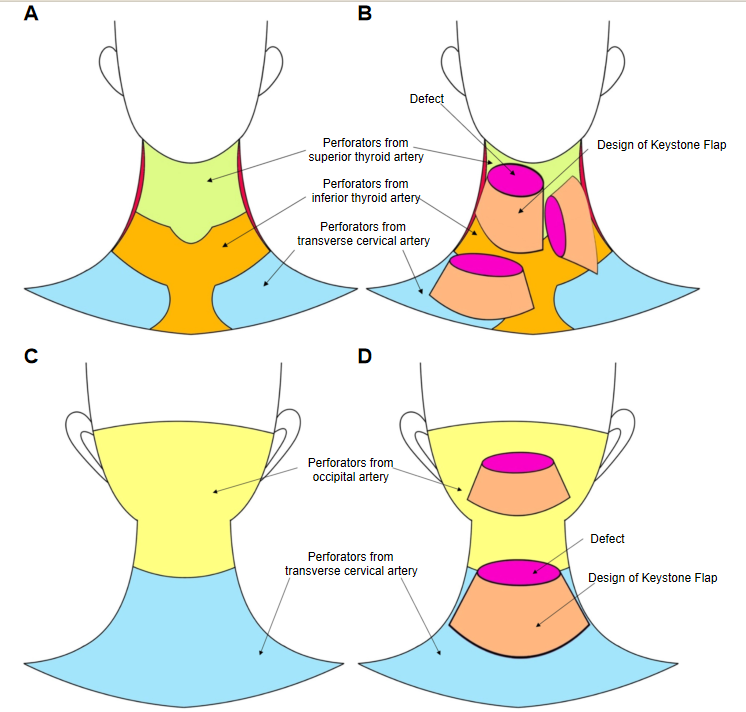 A
B
Defect
Perforators from
superior thyroid artery
Design of Keystone Flap
Perforators from
inferior thyroid artery
Perforators from
transverse cervical artery
C
D
Perforators from
occipital artery
Defect
Perforators from
transverse cervical artery
Design of Keystone Flap